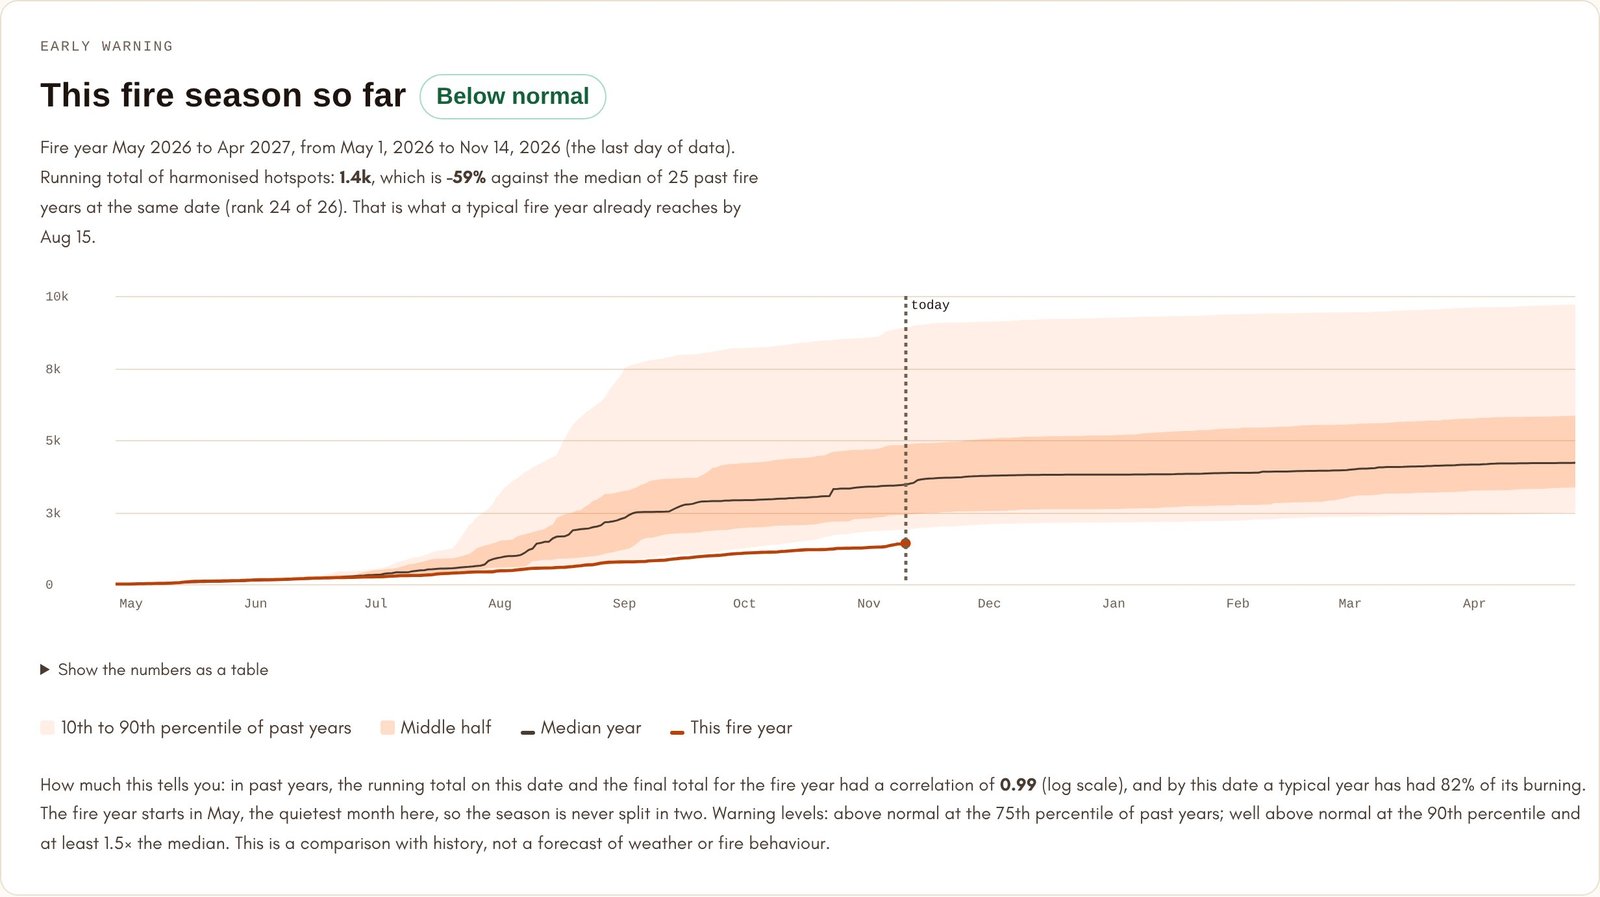 EARLY WARNING
This fire season so far
Below normal
Fire year May 2026 to Apr 2027, from May 1, 2026 to Nov 14, 2026 (the last day of data).
Running total of harmonised hotspots: 1.4k, which is -59% against the median of 25 past fire
years at the same date (rank 24 of 26). That is what a typical fire year already reaches by
Aug 15.
10k
today
8k
5k
3k
0
May Jun Jul Aug Sep Oct Nov Dec Jan Feb Mar Apr
▶ Show the numbers as a table
10th to 90th percentile of past years Middle half Median year This fire year
How much this tells you: in past years, the running total on this date and the final total for the fire year had a correlation of 0.99 (log scale), and by this date a typical year has had 82% of its burning.
The fire year starts in May, the quietest month here, so the season is never split in two. Warning levels: above normal at the 75th percentile of past years; well above normal at the 90th percentile and
at least 1.5× the median. This is a comparison with history, not a forecast of weather or fire behaviour.